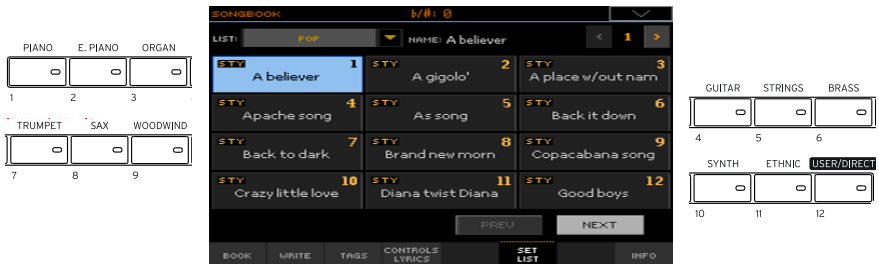 PIANO E. PIANO ORGAN
1 2 3
TRUMPET SAX WOODWIND
7 8 9
SONGBOOK b/#: 0
LIST: POP NAME: A believer 1
STY 1 STY 2 STY 3
A believer A gigolo' A place w/out nam
STY 4 STY 5 STY 6
Apache song As song Back it down
STY 7 STY 8 STY 9
Back to dark Brand new morn Copacabana song
STY 10 STY 11 STY 12
Crazy little love Diana twist Diana Good boys
PREV NEXT
BOOK WRITE TAGS CONTROLS LYRICS SET LIST INFO
GUITAR STRINGS BRASS
4 5 6
SYNTH ETHNIC USER/DIRECT
10 11 12